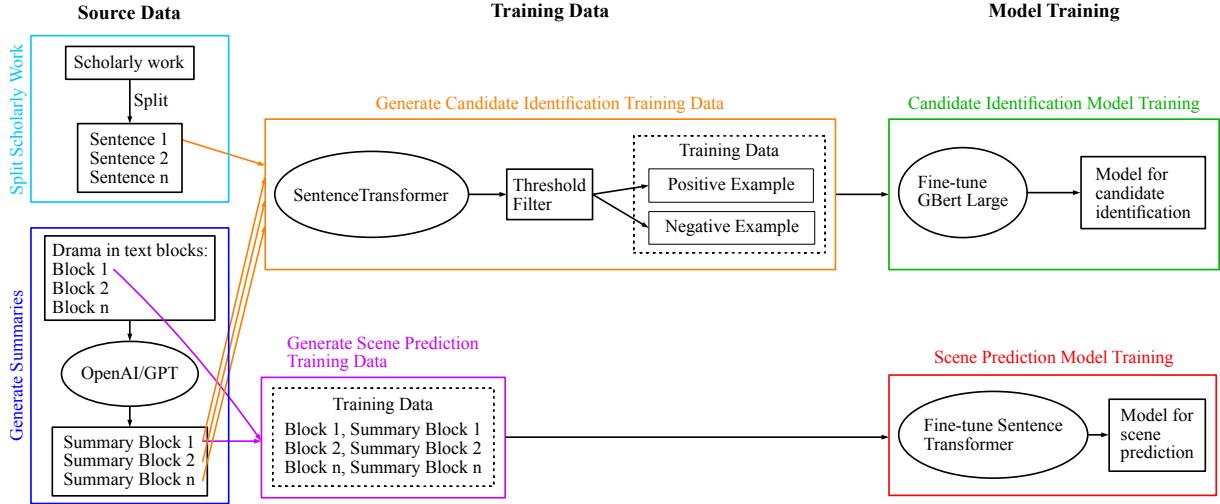 Source Data
Training Data
Model Training
Split Scholarly Work
Scholarly work
Split
Sentence 1
Sentence 2
Sentence n
Generate Candidate Identification Training Data
SentenceTransformer
Threshold
Filter
Training Data
Positive Example
Negative Example
Candidate Identification Model Training
Fine-tune
GBert Large
Model for
candidate
identification
Generate Summaries
Drama in text blocks:
Block 1
Block 2
Block n
OpenAI/GPT
Summary Block 1
Summary Block 2
Summary Block n
Generate Scene Prediction
Training Data
Training Data
Block 1, Summary Block 1
Block 2, Summary Block 2
Block n, Summary Block n
Scene Prediction Model Training
Fine-tune Sentence
Transformer
Model for
scene
prediction